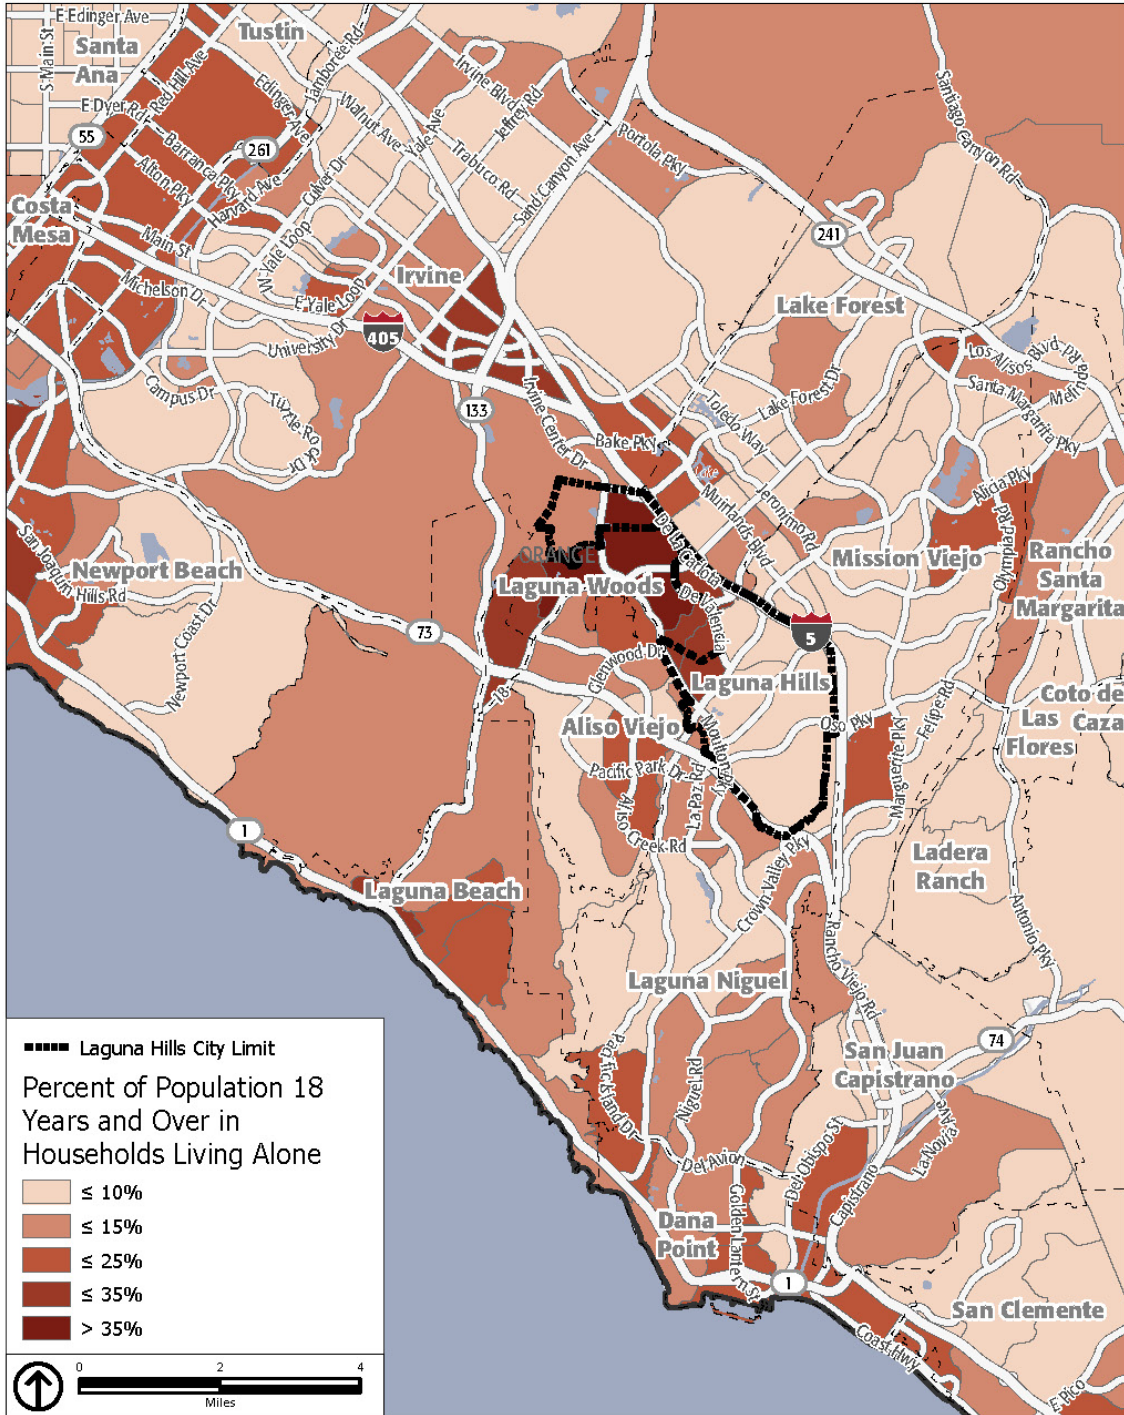 E Edinger Ave
Tustin
Santa
Ana
S Main St
Red Hill Ave
Jamboree Rd
Edinger Ave
E Dyer Rd
55
261
Barranca Pky
Alton Pky
Harvard Ave
Walnut Ave
Yale Ave
Irvine Blvd
Jeffrey Rd
Trabuco Rd
Culver Dr
Sand Canyon Ave
Portola Pky
Santiago Canyon Rd
Costa
Mesa
Main St
W Yale Loop
241
Michelson Dr
Irvine
E Yale Loop
405
University Dr
Lake Forest
Los Alisos Blvd
Melinda
Santa Margarita Pky
Campus Dr
133
Irvine Center Dr
Lake Forest Dr
Toledo Way
Bake Pky
Lake
Alicia Pky
Muirlands Blvd
Jeronimo Rd
Olympiad Rd
San Joaquin
Hills Rd
Newport Beach
ORANGE
Laguna Woods
De La Carlota
De Valencia
Mission Viejo
Rancho
Santa
Margarita
Newport Coast Dr
73
5
Glenwood Dr
18
Laguna Hills
Coto de
Caza
Las
Flores
Aliso Viejo
Moulton Pky
Oso Pky
Felipe Rd
Marguerite Pky
Pacific Park Dr
La Paz Rd
Aliso Creek Rd
1
Ladera
Ranch
Laguna Beach
Crown Valley Pky
Antonio Pky
Rancho Viejo Rd
Laguna Niguel
74
San Juan
Capistrano
Niguel Rd
La Novia Ave
Del Obispo St
Del Avion
Golden Lantern St
Capistrano
Dana
Point
1
San Clemente
Coast Hwy
E Pico
Laguna Hills City Limit
Percent of Population 18
Years and Over in
Households Living Alone
≤ 10%
≤ 15%
≤ 25%
≤ 35%
> 35%
0 2 4
Miles